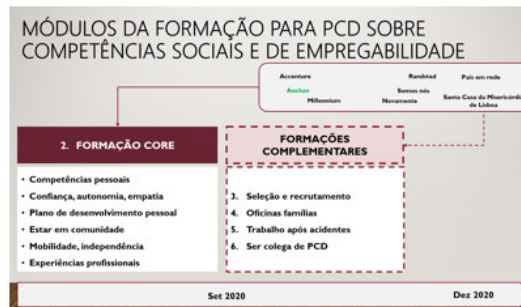 MÓDULOS DA FORMAÇÃO PARA PCD SOBRE
COMPETÊNCIAS SOCIAIS E DE EMPREGABILIDADE
Accenture
Randstad
Pais em rede
Auchan
Somos nós
Millennium
Novamente
Santa Casa da Misericórdia
de Lisboa
2. FORMAÇÃO CORE
• Competências pessoais
• Confiança, autonomia, empatia
• Plano de desenvolvimento pessoal
• Estar em comunidade
• Mobilidade, independência
• Experiências profissionais
FORMAÇÕES
COMPLEMENTARES
3. Seleção e recrutamento
4. Oficinas famílias
5. Trabalho após acidentes
6. Ser colega de PCD
Set 2020
Dez 2020